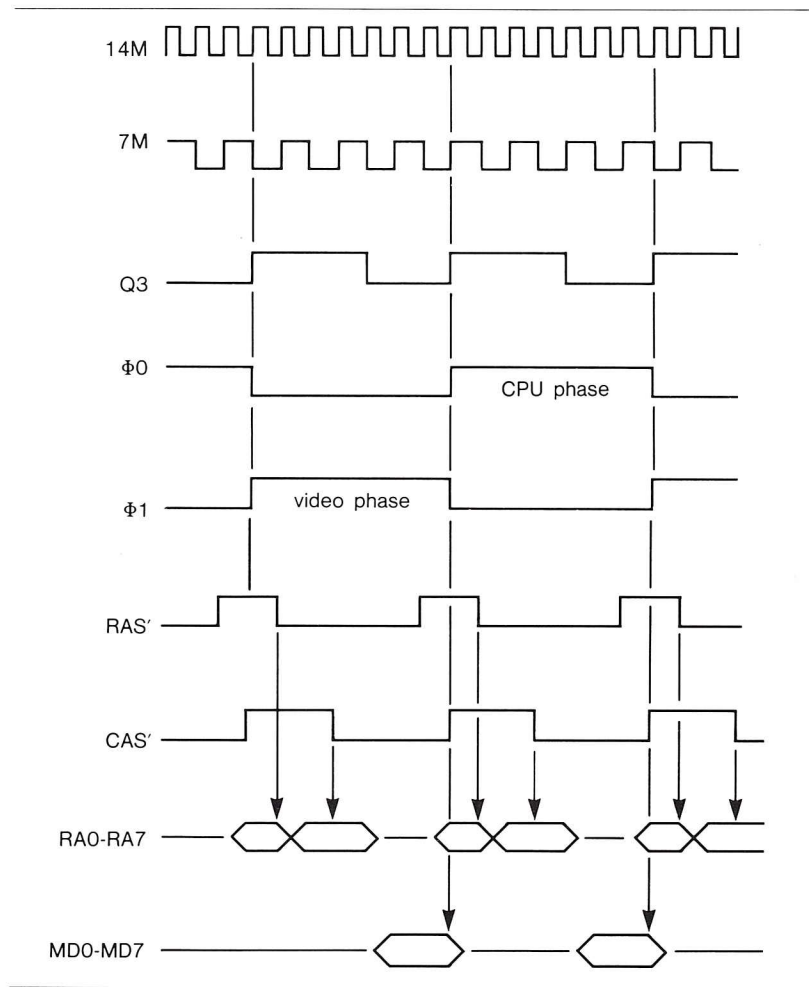 14M
7M
Q3
Φ0
CPU phase
video phase
Φ1
RAS′
CAS′
RA0-RA7
MD0-MD7